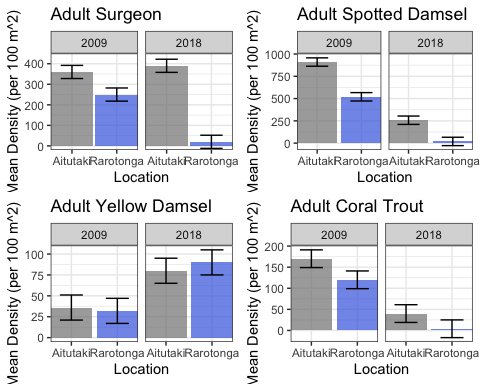 Adult Surgeon
Mean Density (per 100 m^2)
2009
2018
400
300
200
100
0
Aitutaki Rarotonga
Aitutaki Rarotonga
Location
Adult Spotted Damsel
Mean Density (per 100 m^2)
2009
2018
1000
750
500
250
0
Aitutaki Rarotonga
Aitutaki Rarotonga
Location
Adult Yellow Damsel
Mean Density (per 100 m^2)
2009
2018
100
75
50
25
0
Aitutaki Rarotonga
Aitutaki Rarotonga
Location
Adult Coral Trout
Mean Density (per 100 m^2)
2009
2018
200
150
100
50
0
Aitutaki Rarotonga
Aitutaki Rarotonga
Location